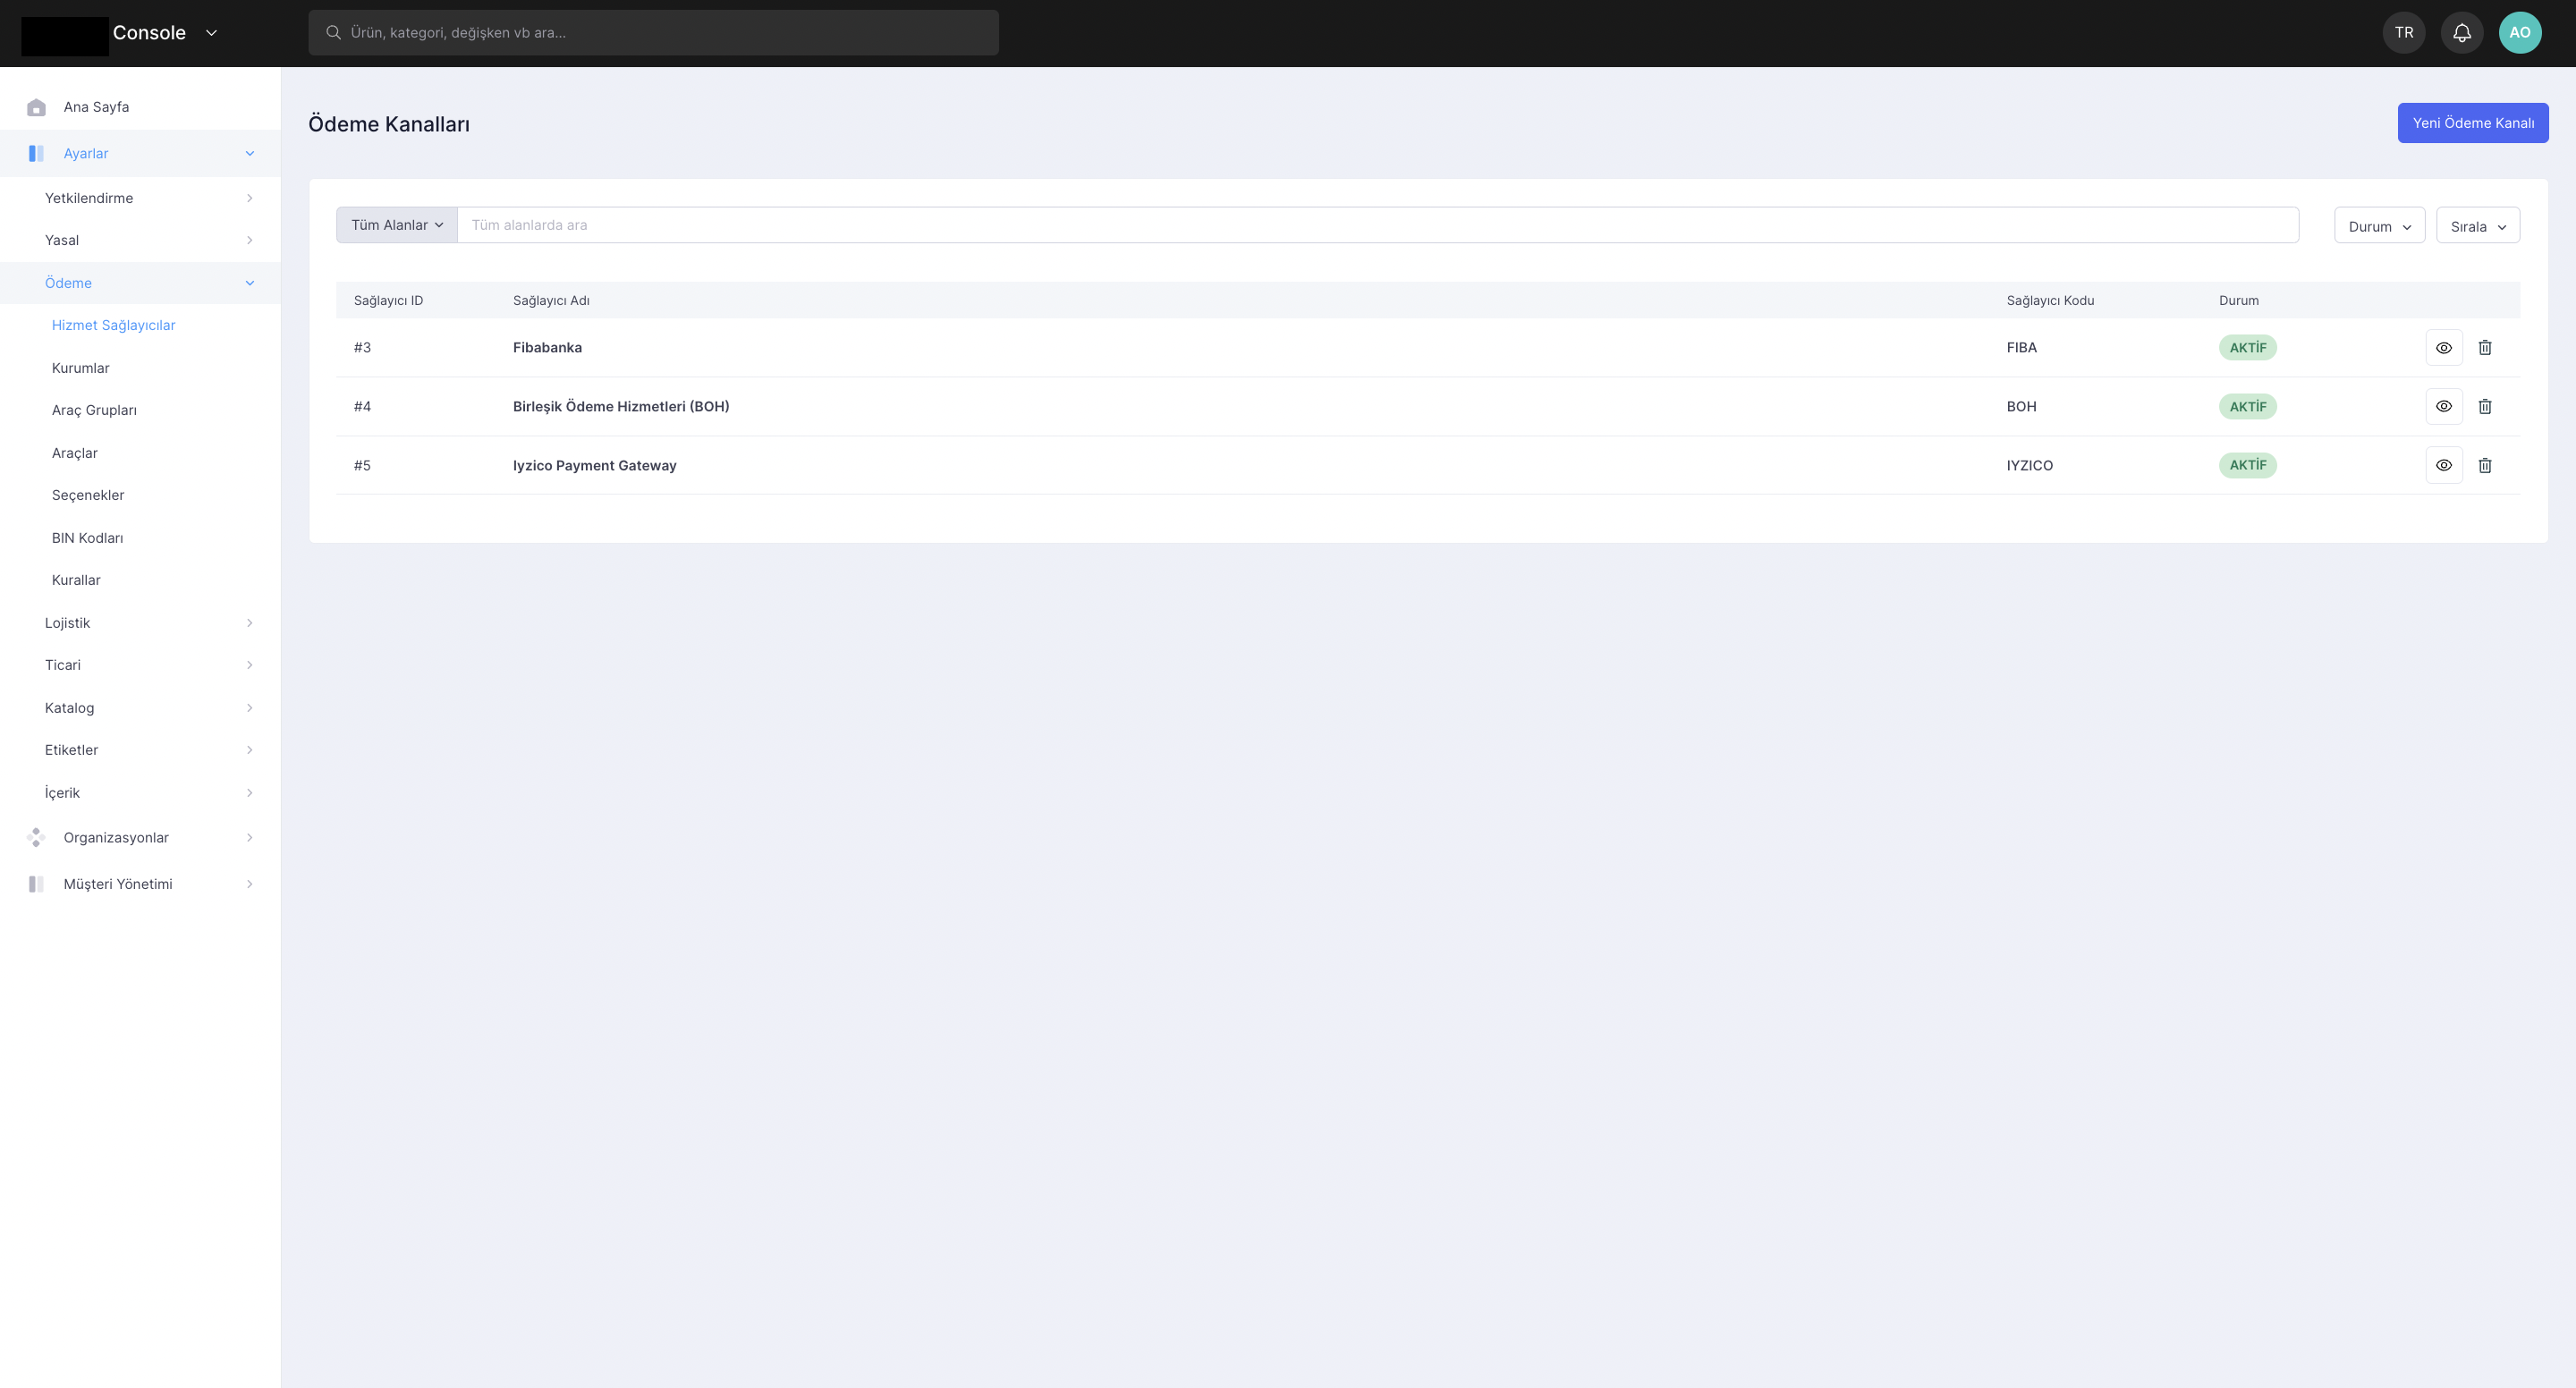 Console
Ürün, kategori, değişken vb ara...
TR
AO
Ana Sayfa
Ayarlar
Yetkilendirme
Yasal
Ödeme
Hizmet Sağlayıcılar
Kurumlar
Araç Grupları
Araçlar
Seçenekler
BIN Kodları
Kurallar
Lojistik
Ticari
Katalog
Etiketler
İçerik
Organizasyonlar
Müşteri Yönetimi
Ödeme Kanalları
Yeni Ödeme Kanalı
Tüm Alanlar
Tüm alanlarda ara
Durum
Sırala
Sağlayıcı ID Sağlayıcı Adı Sağlayıcı Kodu Durum
#3 Fibabanka FIBA AKTİF
#4 Birleşik Ödeme Hizmetleri (BOH) BOH AKTİF
#5 Iyzico Payment Gateway IYZICO AKTİF